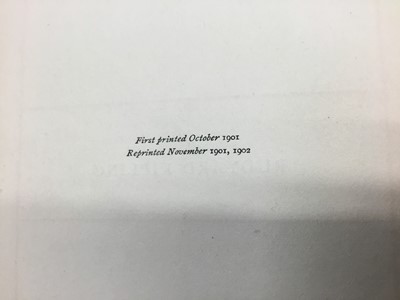 First printed October 1901
Reprinted November 1901, 1902